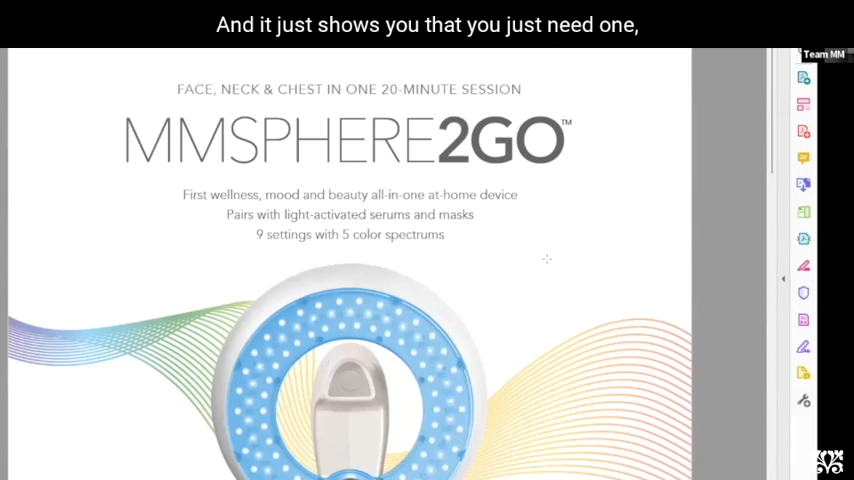 And it just shows you that you just need one,
Team MM
FACE, NECK & CHEST IN ONE 20-MINUTE SESSION
MMSPHERE2GO™
First wellness, mood and beauty all-in-one at-home device
Pairs with light-activated serums and masks
9 settings with 5 color spectrums